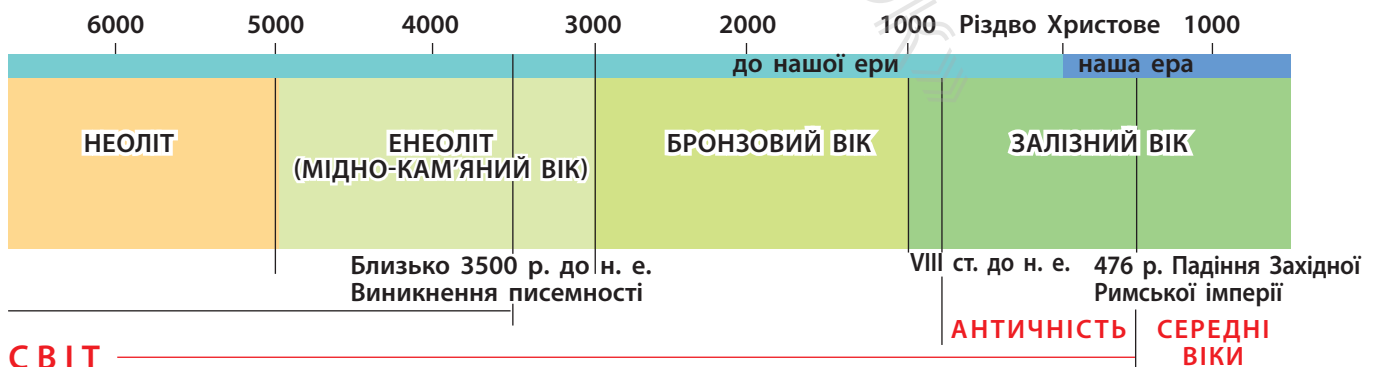 6000 5000 4000 3000 2000 1000 Різдво Христове 1000
до нашої ери наша ера
НЕОЛІТ
ЕНЕОЛІТ
(МІДНО-КАМ’ЯНИЙ ВІК)
БРОНЗОВИЙ ВІК
ЗАЛІЗНИЙ ВІК
Близько 3500 р. до н. е.
Виникнення писемності
VIII ст. до н. е.
476 р. Падіння Західної
Римської імперії
АНТИЧНІСТЬ
СЕРЕДНІ
ВІКИ
СВІТ